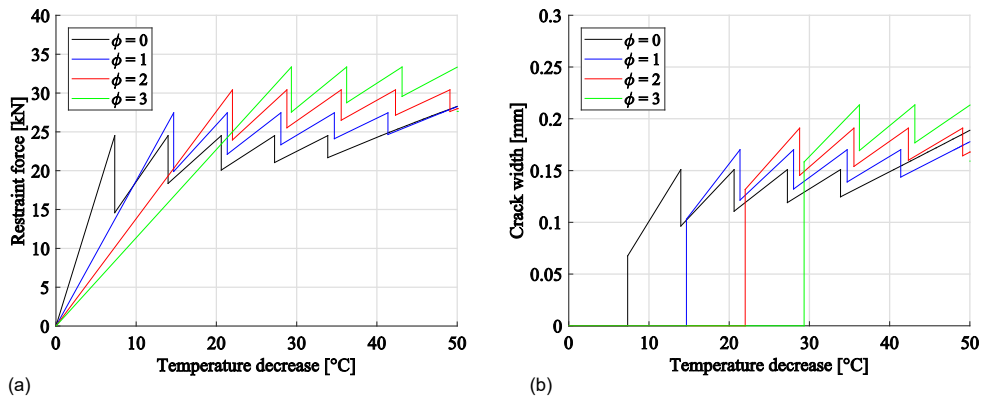 40
35
30
25
20
15
10
5
0
Restraint force [kN]
ϕ = 0
ϕ = 1
ϕ = 2
ϕ = 3
0 10 20 30 40 50
Temperature decrease [°C]
(a)
0.3
0.25
0.2
0.15
0.1
0.05
0
Crack width [mm]
ϕ = 0
ϕ = 1
ϕ = 2
ϕ = 3
0 10 20 30 40 50
Temperature decrease [°C]
(b)